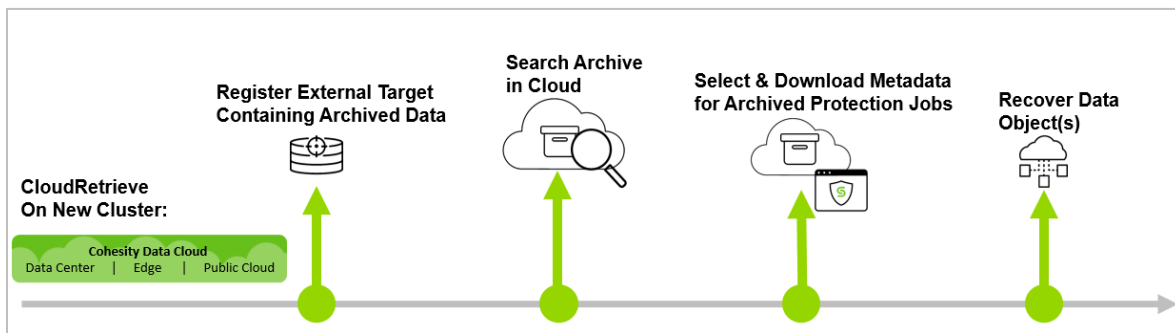 CloudRetrieve
On New Cluster:
Cohesity Data Cloud
Data Center | Edge | Public Cloud
Register External Target
Containing Archived Data
Search Archive
in Cloud
Select & Download Metadata
for Archived Protection Jobs
Recover Data
Object(s)